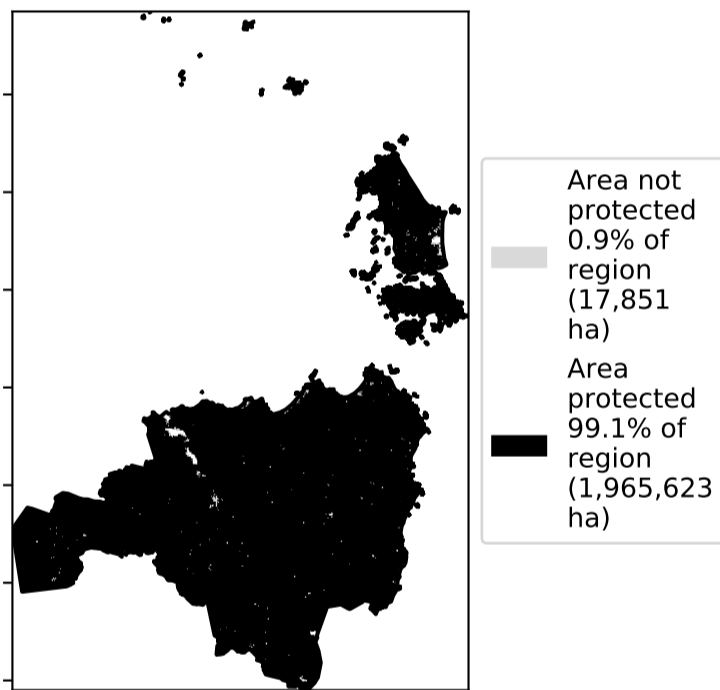 Area not
protected
0.9% of
region
(17,851
ha)
Area
protected
99.1% of
region
(1,965,623
ha)